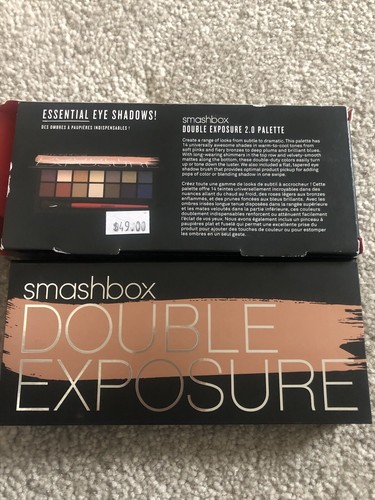 ESSENTIAL EYE SHADOWS!
DES OMBRES À PAUPIÈRES INDISPENSABLES!
$49.00
smashbox
DOUBLE EXPOSURE 2.0 PALETTE
Create a range of looks from subtle to dramatic. This palette has
14 universally awesome shades in warm-to-cool tones from
soft pinks and fiery bronzes to deep plums and brilliant blues.
With long-wearing shimmers in the top row and velvety-smooth
mattes along the bottom, these double-duty colors easily turn
up or tone down the luster. We also included a flat, tapered eye
shadow brush that provides optimal product pickup for adding
pops of color or blending shadow in one swipe.
Créez toute une gamme de looks de subtil à accrocheur! Cette
palette offre 14 teintes universellement incroyables dans des
nuances allant du chaud au froid, des roses légers aux bronzes
enflammés, et des prunes foncées aux bleus brillants. Avec les
ombres irisées longue tenue disposées dans la rangée supérieure
et les mates veloutés dans la partie inférieure, ces couleurs
doublement indispensables renforcent ou atténuent facilement
l'éclat de vos yeux. Nous avons également inclus un pinceau à
paupières plat et fuselé qui permet une excellente prise du
produit pour ajouter des touches de couleur ou pour estomper
les ombres en un seul geste.
smashbox
DOUBLE
EXPOSURE